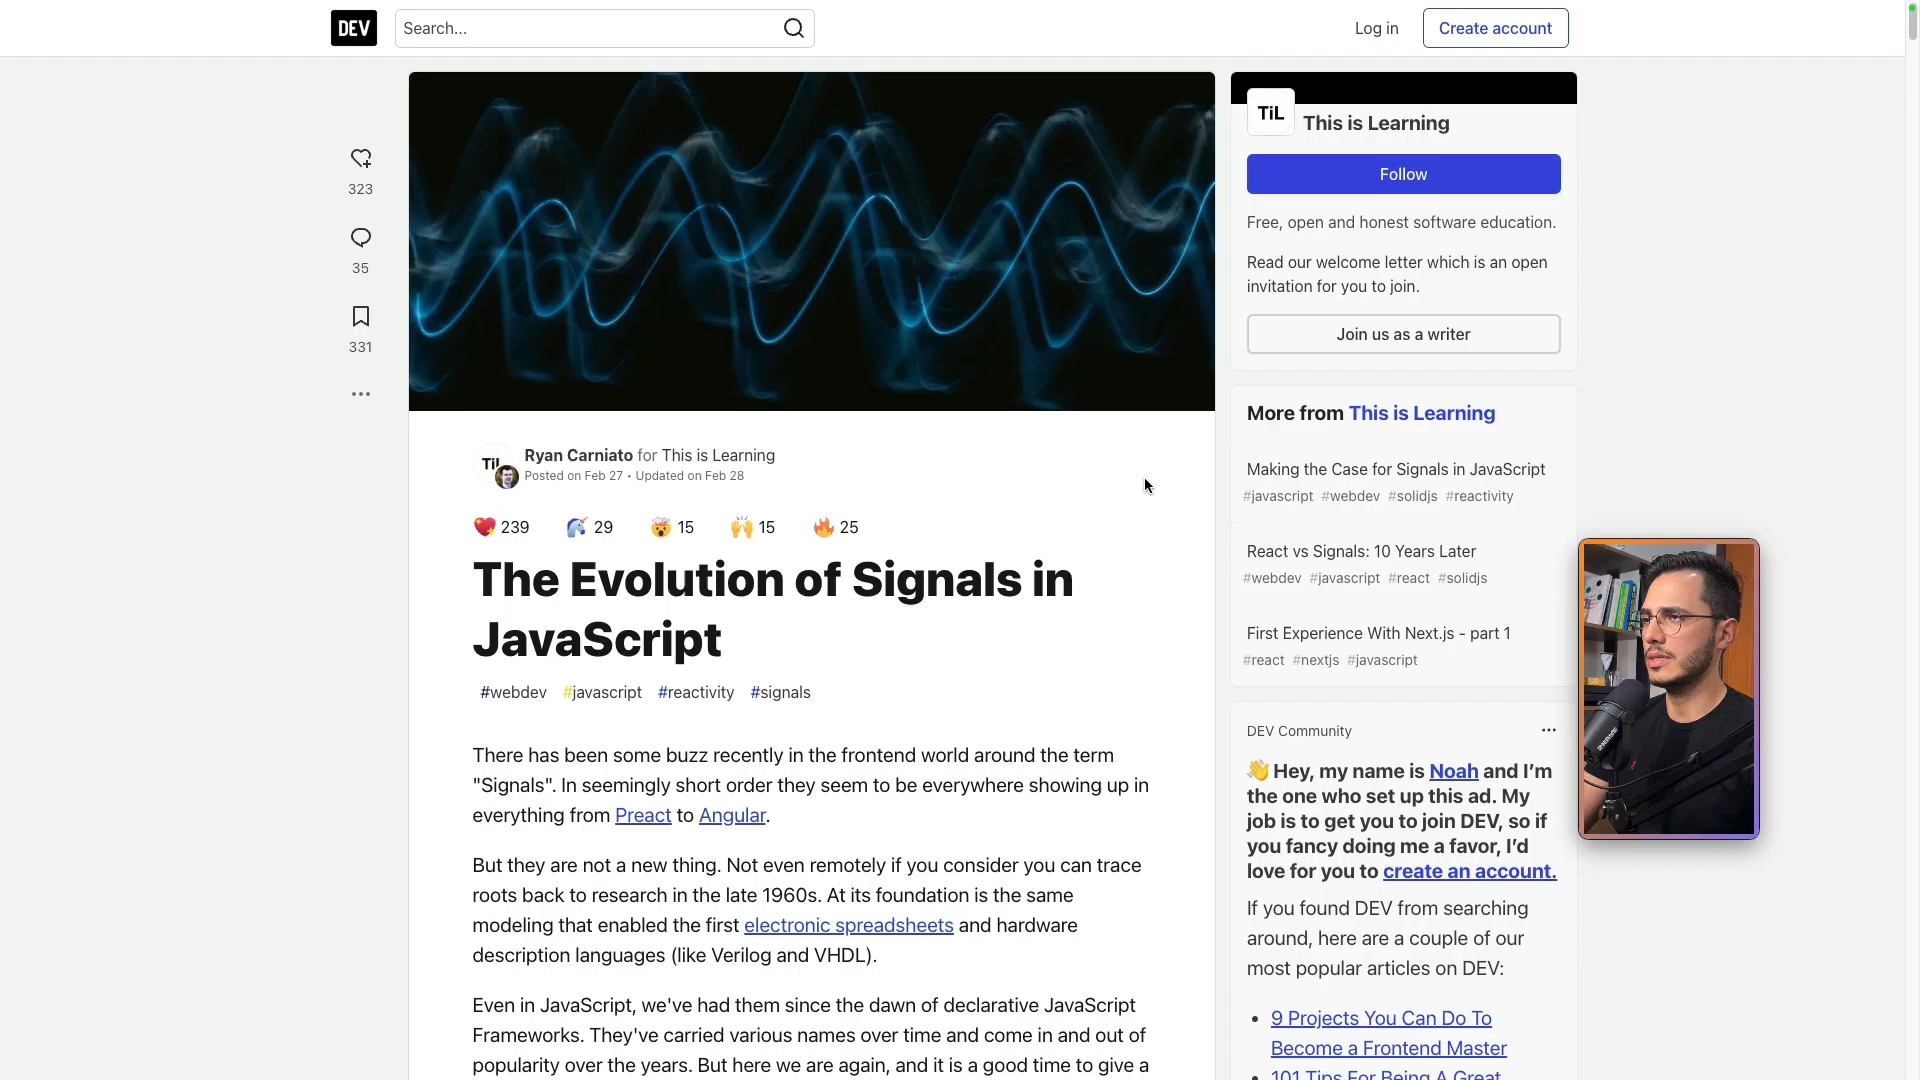 DEV
Search...
Log in
Create account
323
35
331
TiL
This is Learning
Follow
Free, open and honest software education.
Read our welcome letter which is an open
invitation for you to join.
Join us as a writer
Ryan Carniato for This is Learning
Posted on Feb 27 • Updated on Feb 28
239
29
15
15
25
The Evolution of Signals in
JavaScript
#webdev #javascript #reactivity #signals
There has been some buzz recently in the frontend world around the term
"Signals". In seemingly short order they seem to be everywhere showing up in
everything from Preact to Angular.
But they are not a new thing. Not even remotely if you consider you can trace
roots back to research in the late 1960s. At its foundation is the same
modeling that enabled the first electronic spreadsheets and hardware
description languages (like Verilog and VHDL).
Even in JavaScript, we've had them since the dawn of declarative JavaScript
Frameworks. They've carried various names over time and come in and out of
popularity over the years. But here we are again, and it is a good time to give a
More from This is Learning
Making the Case for Signals in JavaScript
#javascript #webdev #solidjs #reactivity
React vs Signals: 10 Years Later
#webdev #javascript #react #solidjs
First Experience With Next.js - part 1
#react #nextjs #javascript
DEV Community
👋 Hey, my name is Noah and I’m
the one who set up this ad. My
job is to get you to join DEV, so if
you fancy doing me a favor, I’d
love for you to create an account.
If you found DEV from searching
around, here are a couple of our
most popular articles on DEV:
• 9 Projects You Can Do To
Become a Frontend Master
• 101 Tips For Being A Great